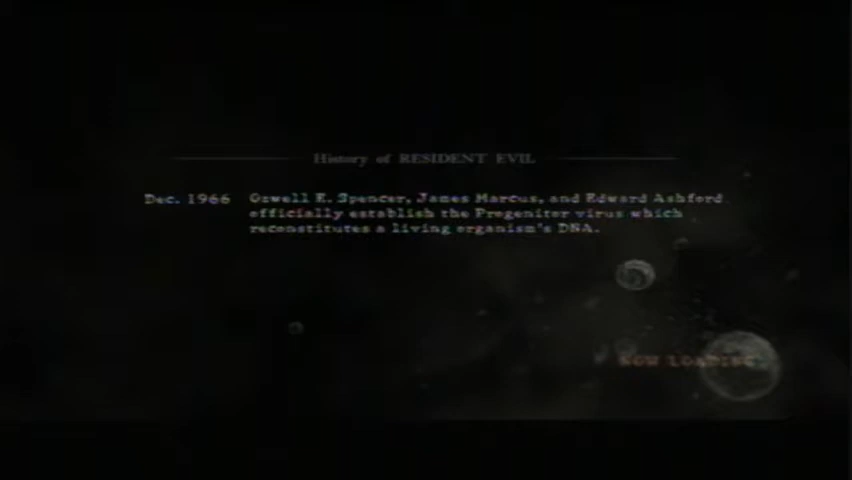 History of RESIDENT EVIL
Dec. 1966 Ozwell E. Spencer, James Marcus, and Edward Ashford
officially establish the Progenitor virus which
reconstitutes a living organism's DNA.
NOW LOADING